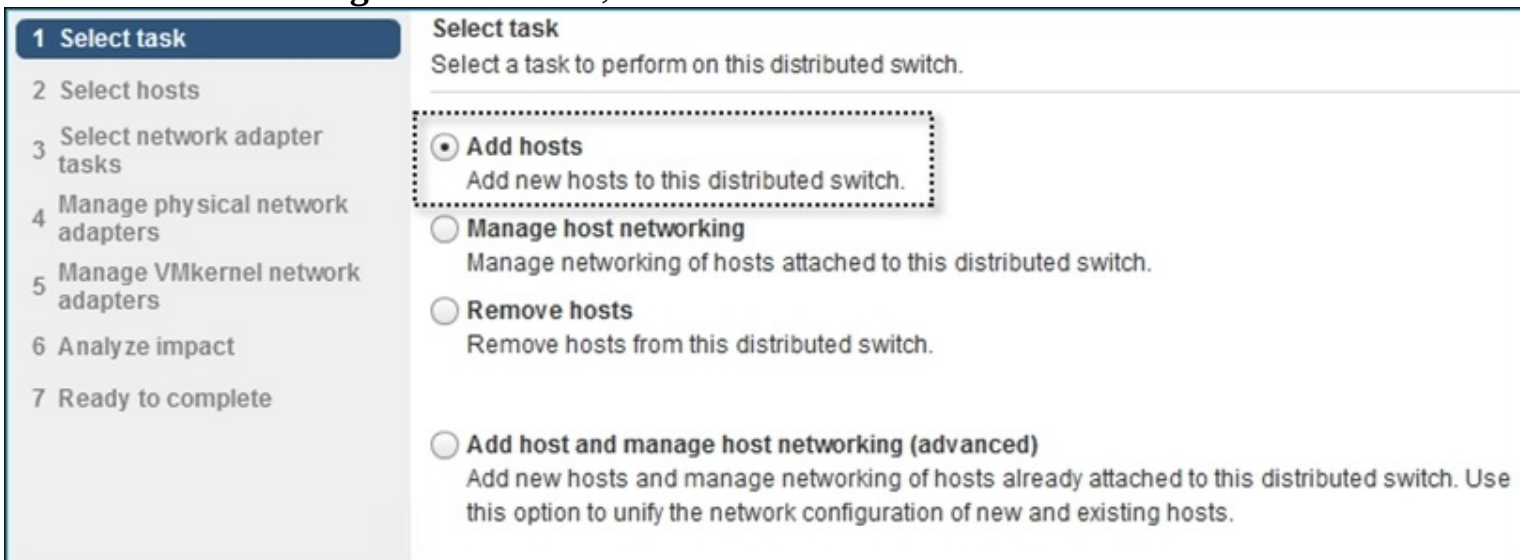 1 Select task
2 Select hosts
3 Select network adapter
tasks
4 Manage physical network
adapters
5 Manage VMkernel network
adapters
6 Analyze impact
7 Ready to complete
Select task
Select a task to perform on this distributed switch.
Add hosts
Add new hosts to this distributed switch.
Manage host networking
Manage networking of hosts attached to this distributed switch.
Remove hosts
Remove hosts from this distributed switch.
Add host and manage host networking (advanced)
Add new hosts and manage networking of hosts already attached to this distributed switch. Use
this option to unify the network configuration of new and existing hosts.